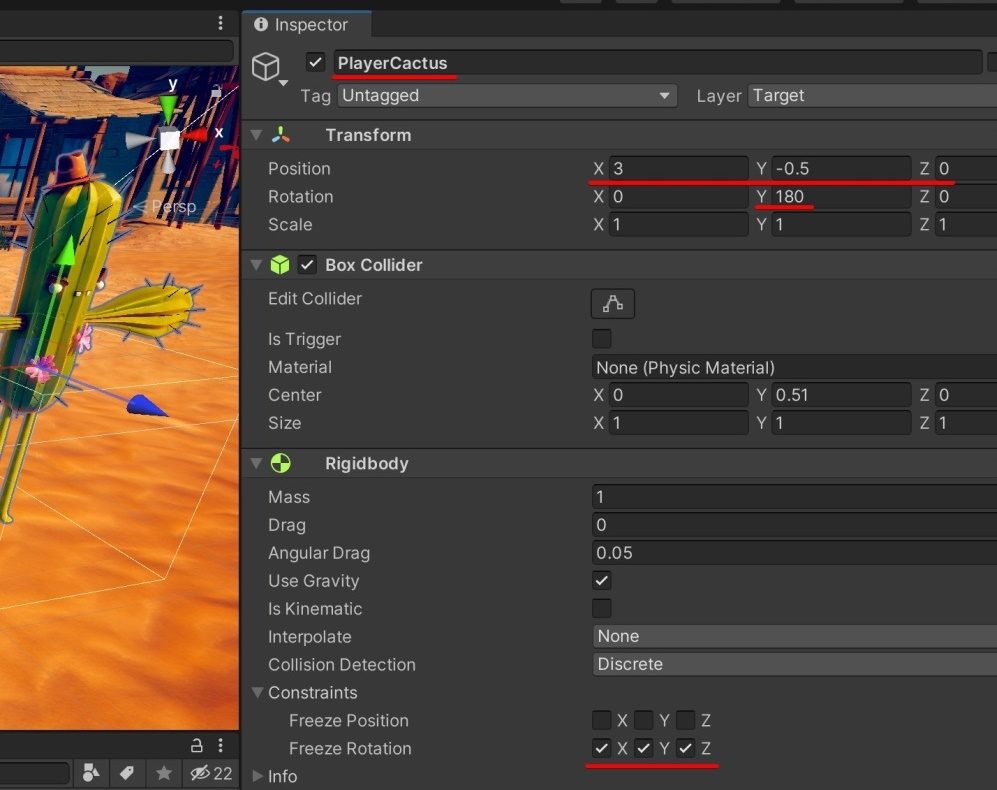 Inspector
PlayerCactus
Tag Untagged Layer Target
Transform
Position X 3 Y -0.5 Z 0
Rotation X 0 Y 180 Z 0
Scale X 1 Y 1 Z 1
Box Collider
Edit Collider
Is Trigger
Material None (Physic Material)
Center X 0 Y 0.51 Z 0
Size X 1 Y 1 Z 1
Rigidbody
Mass 1
Drag 0
Angular Drag 0.05
Use Gravity
Is Kinematic
Interpolate None
Collision Detection Discrete
Constraints
Freeze Position X Y Z
Freeze Rotation X Y Z
Info
y
x
Persp
22